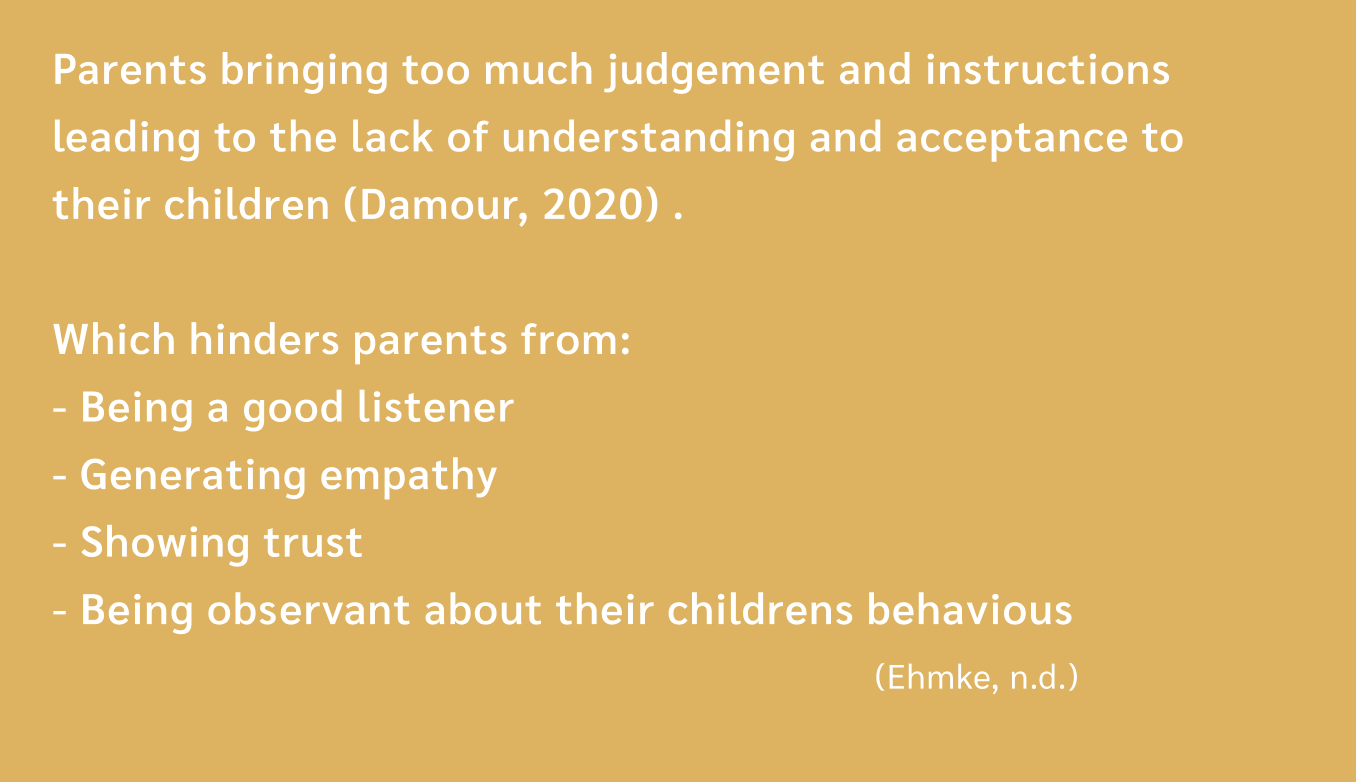 Parents bringing too much judgement and instructions
leading to the lack of understanding and acceptance to
their children (Damour, 2020) .
Which hinders parents from:
- Being a good listener
- Generating empathy
- Showing trust
- Being observant about their childrens behavious
(Ehmke, n.d.)